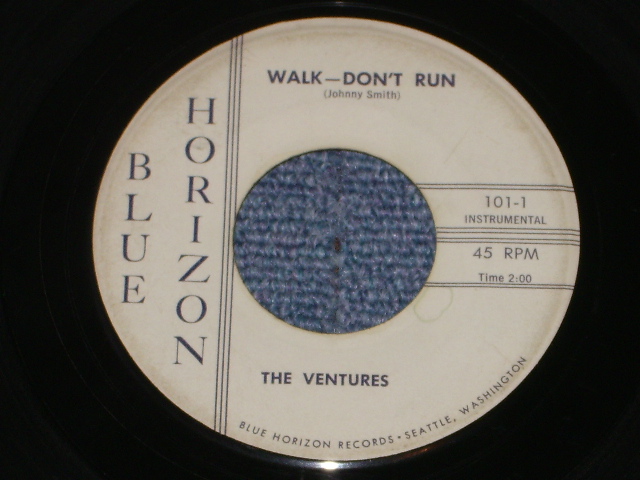 WALK—DON'T RUN
(Johnny Smith)
BLUE
HORIZON
101-1
INSTRUMENTAL
45 RPM
Time 2:00
THE VENTURES
BLUE HORIZON RECORDS • SEATTLE, WASHINGTON